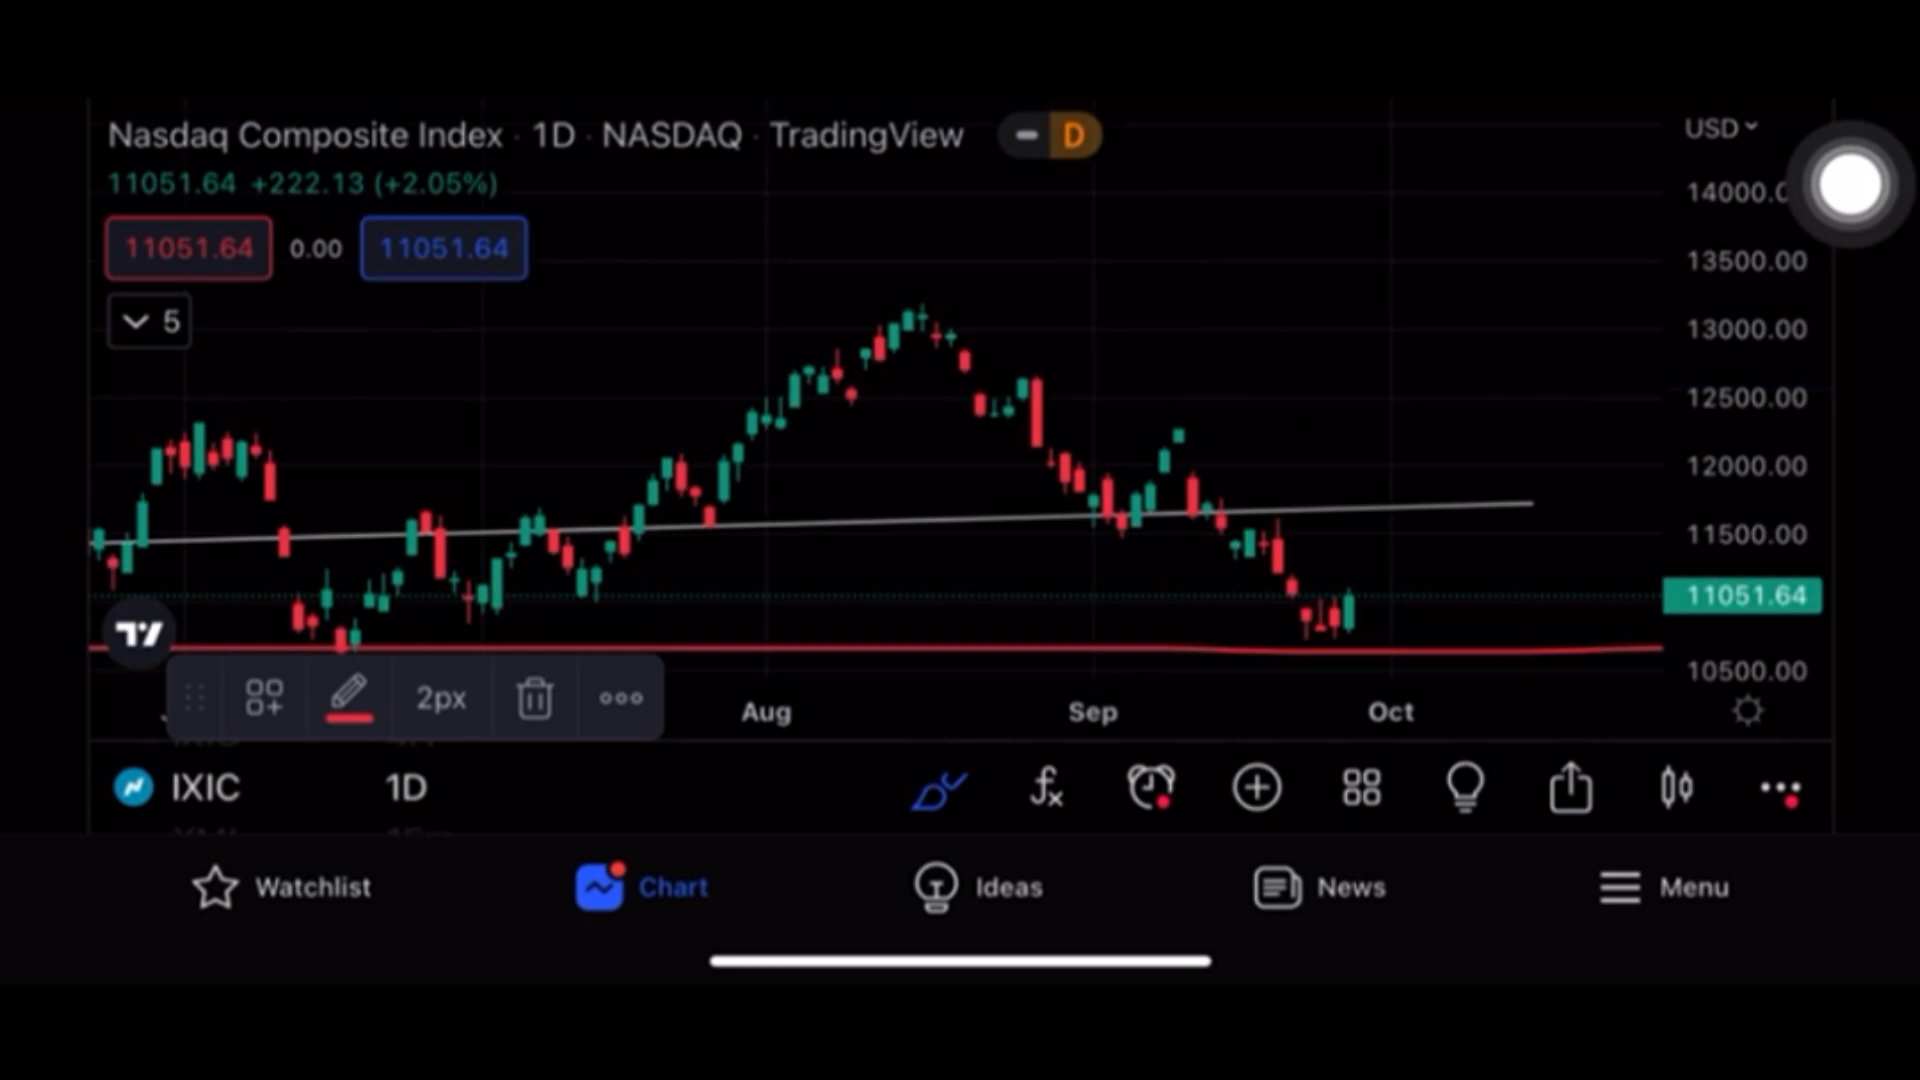 Nasdaq Composite Index · 1D · NASDAQ · TradingView
D
USD
11051.64 +222.13 (+2.05%)
11051.64 0.00 11051.64
5
13500.00
13000.00
12500.00
12000.00
11500.00
11051.64
10500.00
2px
Aug
Sep
Oct
IXIC 1D
Watchlist
Chart
Ideas
News
Menu